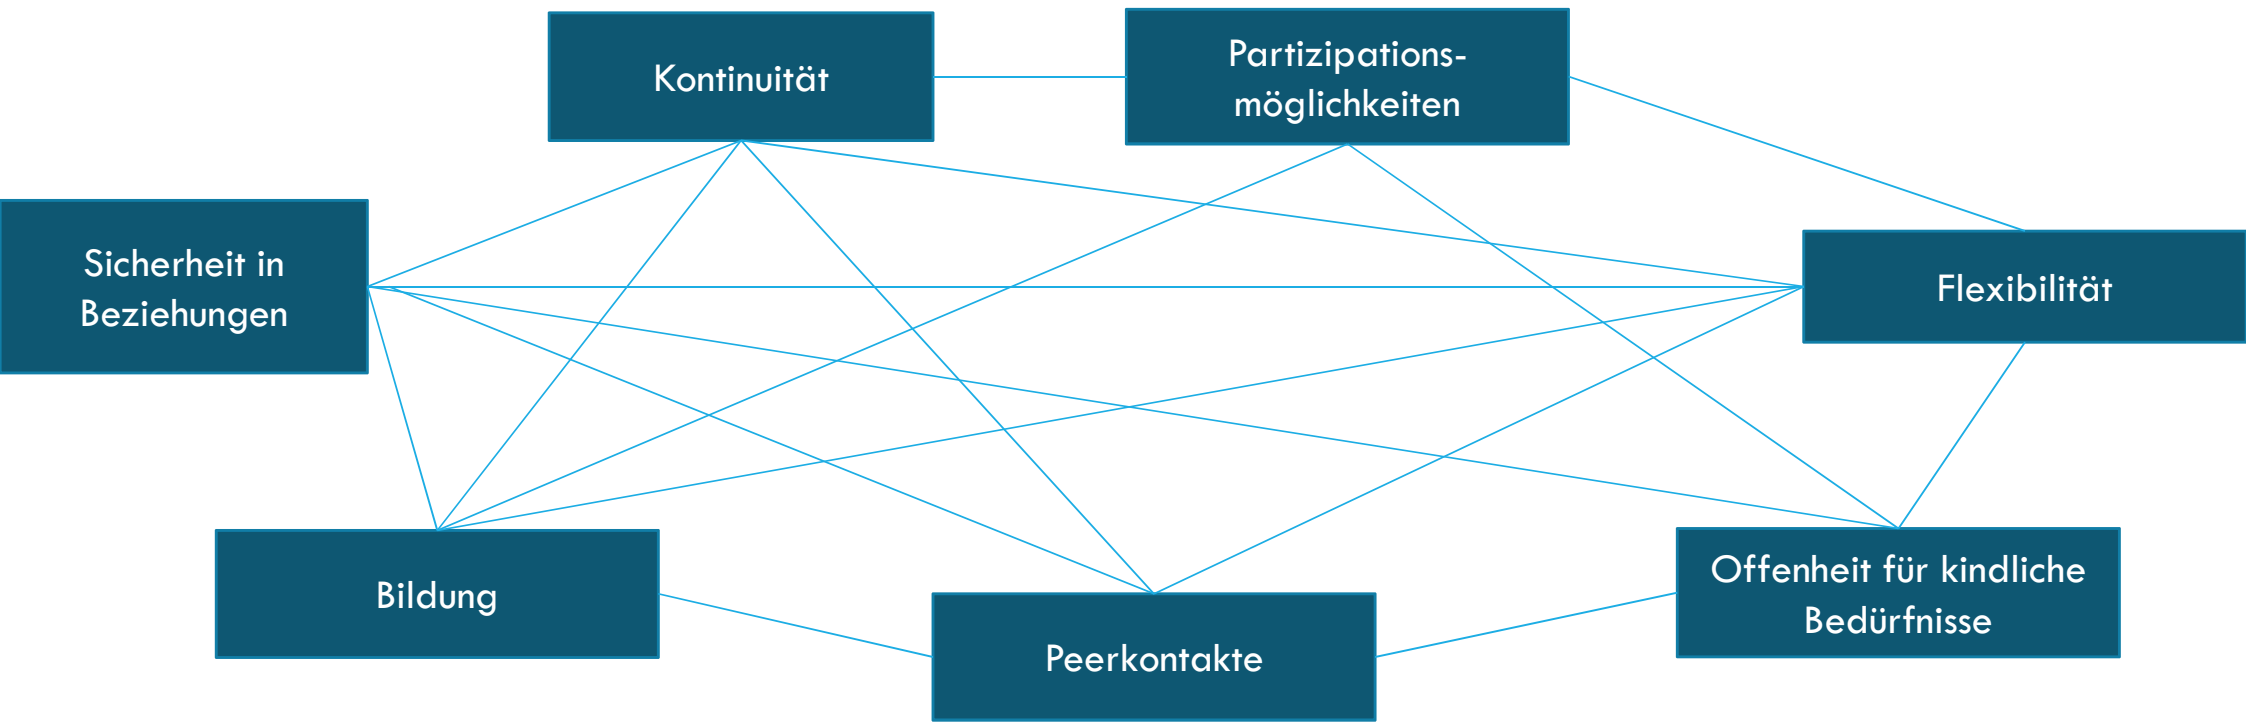 Kontinuität
Partizipations-
möglichkeiten
Sicherheit in
Beziehungen
Flexibilität
Bildung
Peerkontakte
Offenheit für kindliche
Bedürfnisse